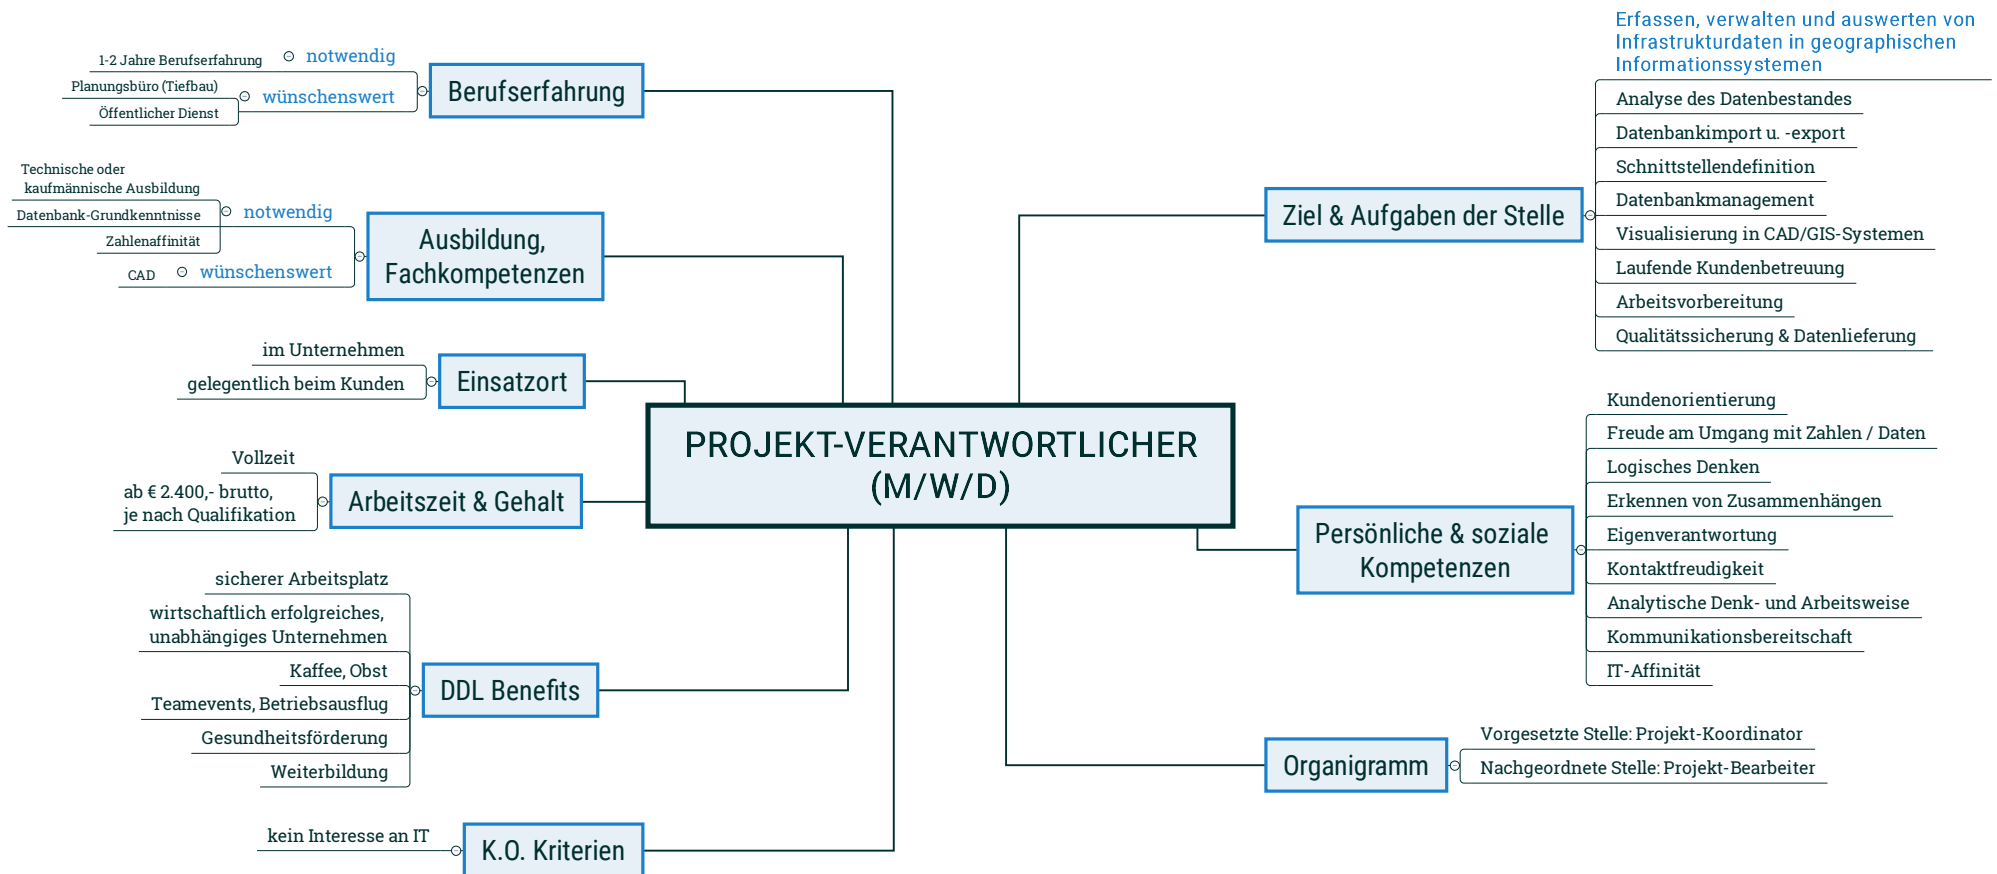 PROJEKT-VERANTWORTLICHER
(M/W/D)
Berufserfahrung
notwendig
1-2 Jahre Berufserfahrung
wünschenswert
Planungsbüro (Tiefbau)
Öffentlicher Dienst
Ausbildung,
Fachkompetenzen
notwendig
Technische oder
kaufmännische Ausbildung
Datenbank-Grundkenntnisse
Zahlenaffinität
wünschenswert
CAD
Einsatzort
im Unternehmen
gelegentlich beim Kunden
Arbeitszeit & Gehalt
Vollzeit
ab € 2.400,- brutto,
je nach Qualifikation
DDL Benefits
sicherer Arbeitsplatz
wirtschaftlich erfolgreiches,
unabhängiges Unternehmen
Kaffee, Obst
Teamevents, Betriebsausflug
Gesundheitsförderung
Weiterbildung
K.O. Kriterien
kein Interesse an IT
Ziel & Aufgaben der Stelle
Erfassen, verwalten und auswerten von
Infrastrukturdaten in geographischen
Informationssystemen
Analyse des Datenbestandes
Datenbankimport u. -export
Schnittstellendefinition
Datenbankmanagement
Visualisierung in CAD/GIS-Systemen
Laufende Kundenbetreuung
Arbeitsvorbereitung
Qualitätssicherung & Datenlieferung
Persönliche & soziale
Kompetenzen
Kundenorientierung
Freude am Umgang mit Zahlen / Daten
Logisches Denken
Erkennen von Zusammenhängen
Eigenverantwortung
Kontaktfreudigkeit
Analytische Denk- und Arbeitsweise
Kommunikationsbereitschaft
IT-Affinität
Organigramm
Vorgesetzte Stelle: Projekt-Koordinator
Nachgeordnete Stelle: Projekt-Bearbeiter